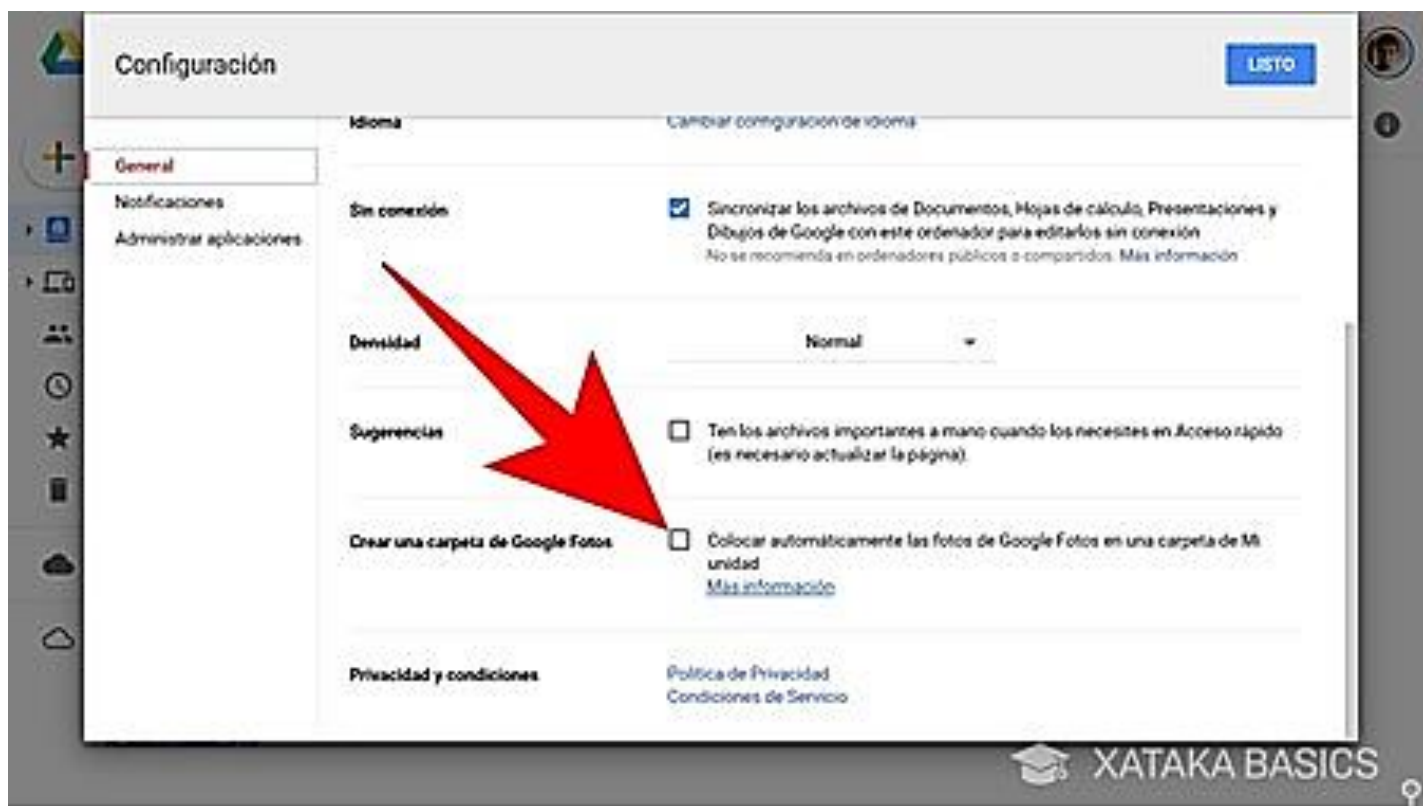 Configuración
LISTO
Idioma
Cambiar configuración de idioma
General
Notificaciones
Administrar aplicaciones
Sin conexión
Sincronizar los archivos de Documentos, Hojas de cálculo, Presentaciones y
Dibujos de Google con este ordenador para editarlos sin conexión
No se recomienda en ordenadores públicos o compartidos. Más información
Densidad
Normal
Sugerencias
Ten los archivos importantes a mano cuando los necesites en Acceso rápido
(es necesario actualizar la página).
Crear una carpeta de Google Fotos
Colocar automáticamente las fotos de Google Fotos en una carpeta de Mi
unidad
Más información
Privacidad y condiciones
Política de Privacidad
Condiciones de Servicio
XATAKA BASICS